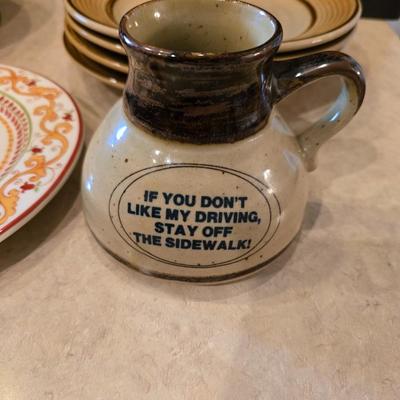 IF YOU DON'T
LIKE MY DRIVING,
STAY OFF
THE SIDEWALK!